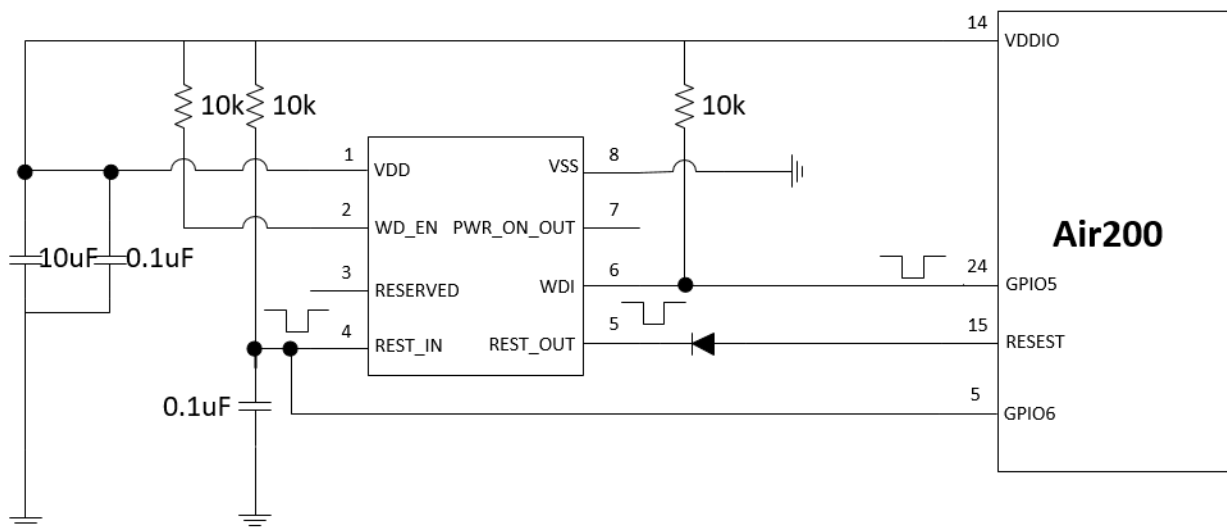 14
VDDIO
10k
10k
10k
1
VDD
VSS
8
2
WD_EN
PWR_ON_OUT
7
Air200
10uF
0.1uF
3
RESERVED
WDI
6
24
GPIO5
4
REST_IN
REST_OUT
5
15
RESEST
0.1uF
5
GPIO6